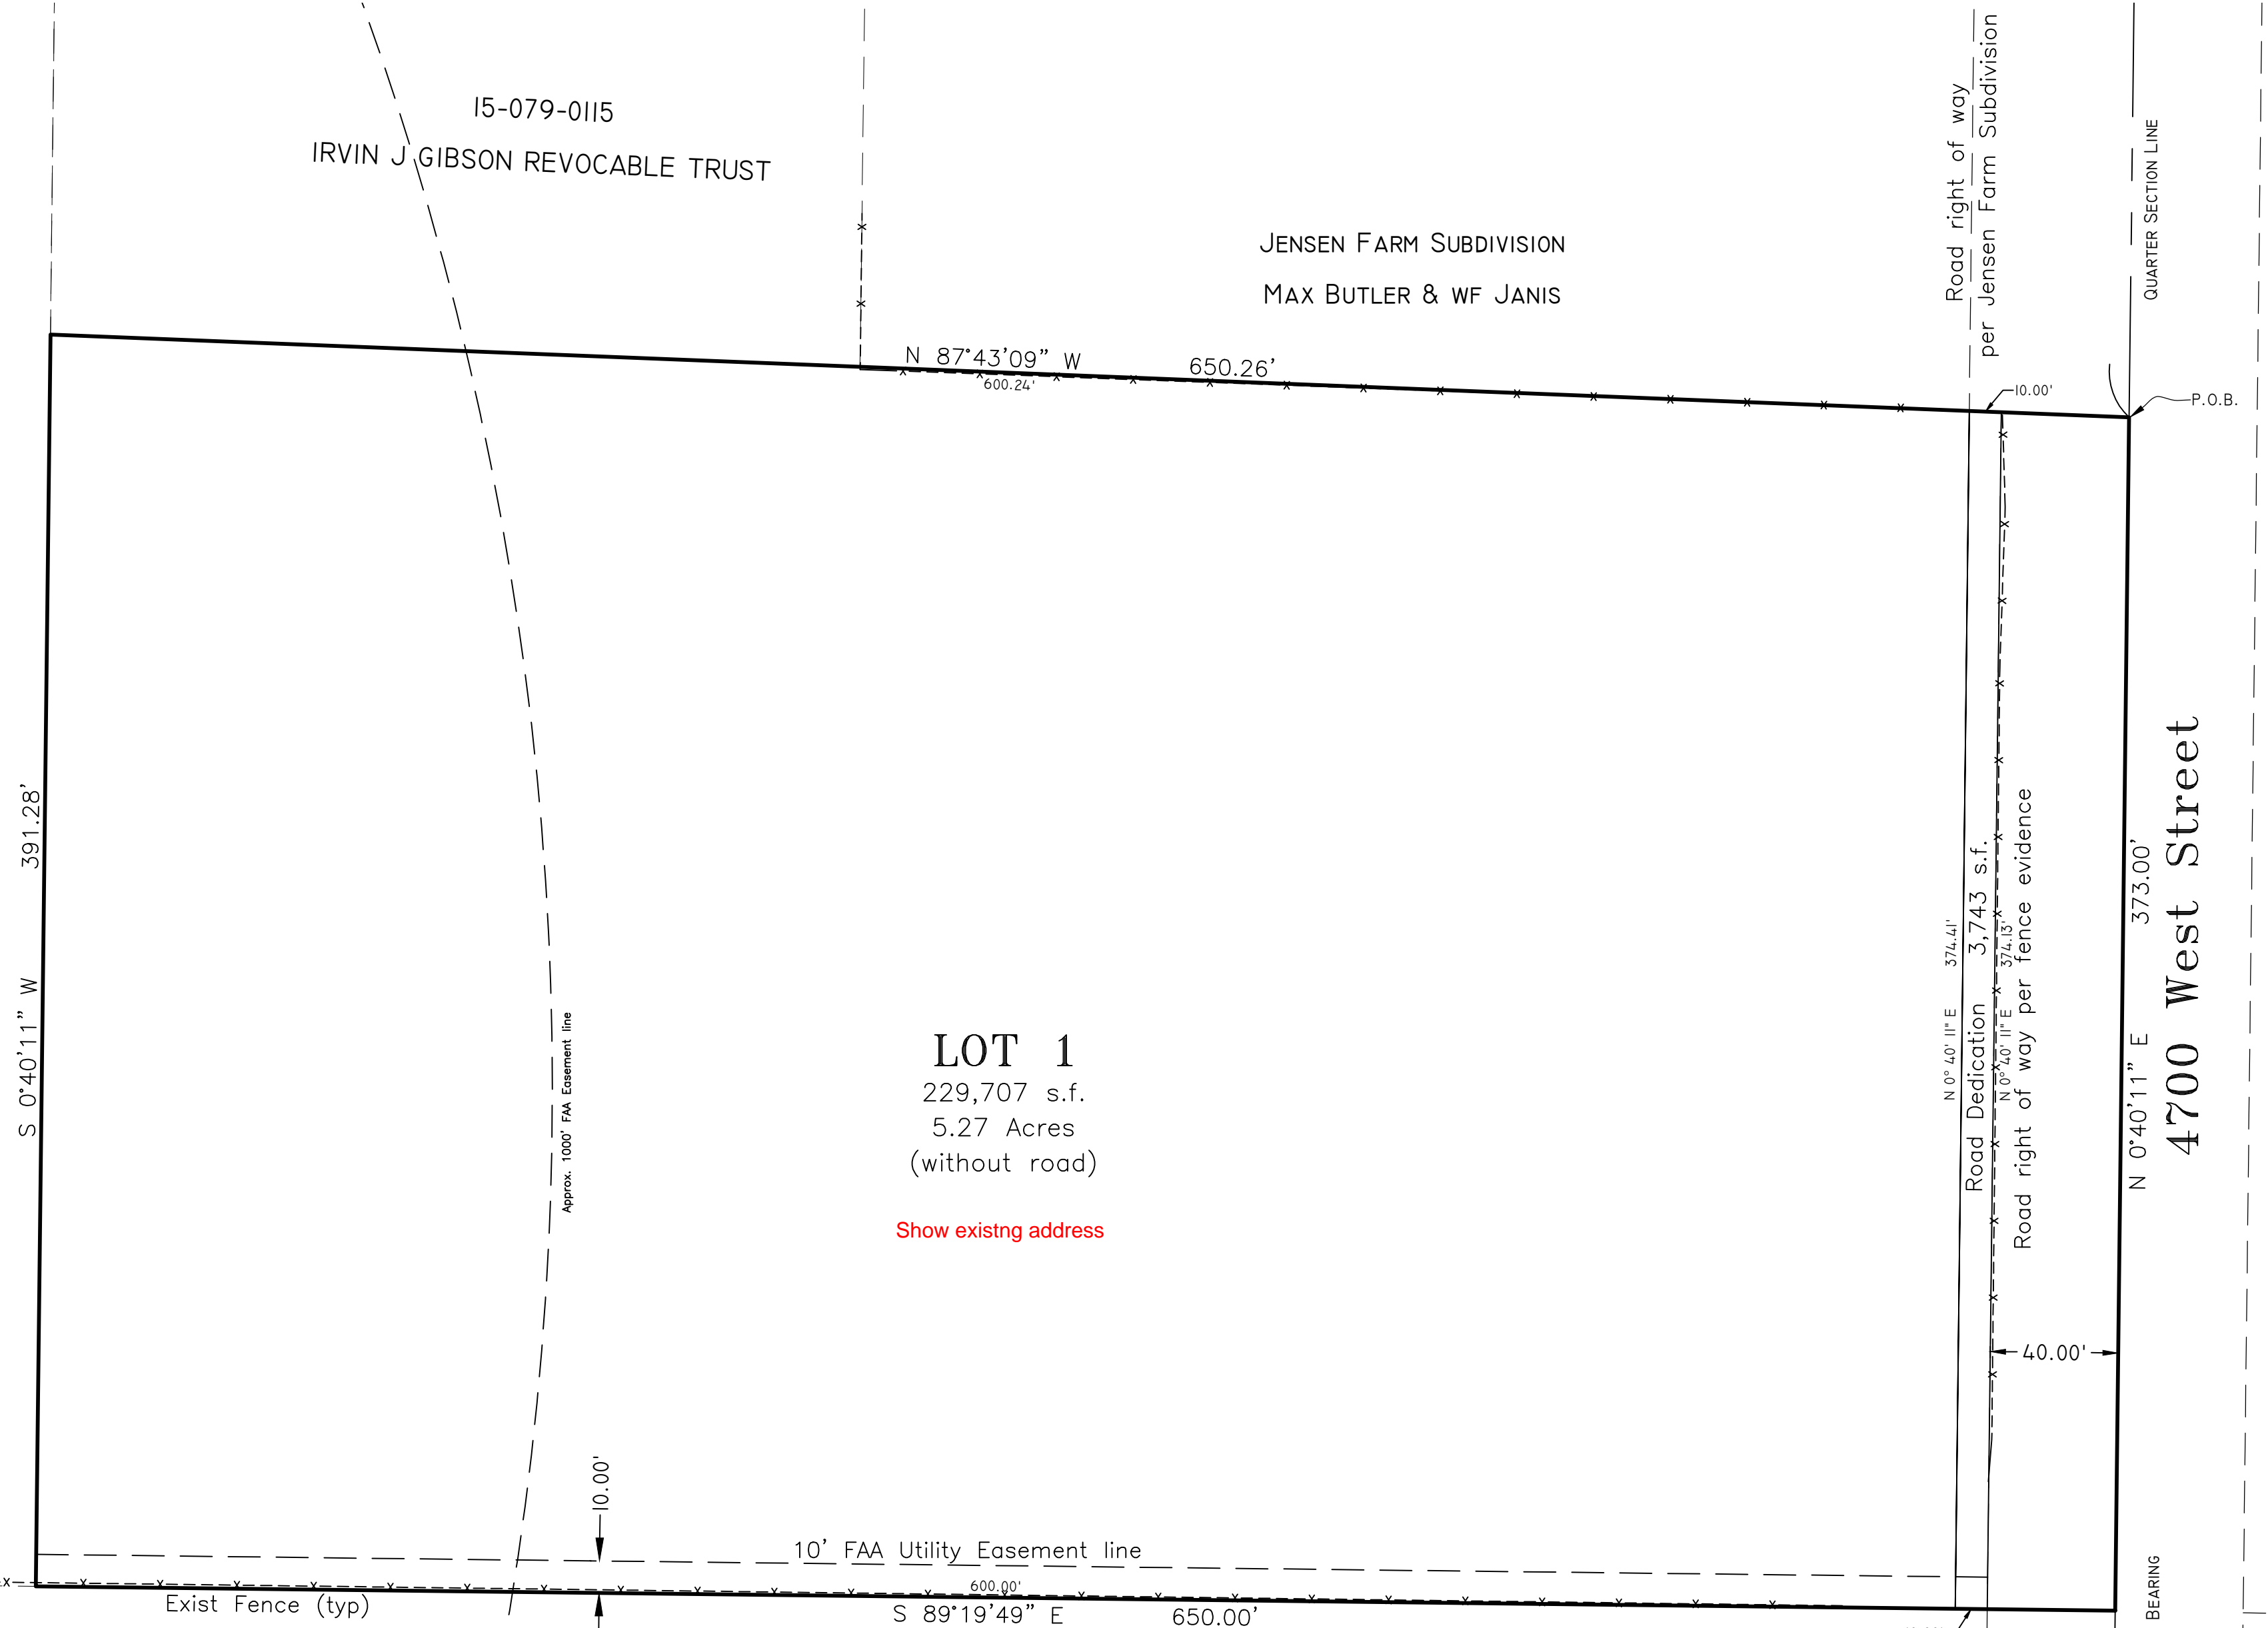 15-079-0115
IRVIN J GIBSON REVOCABLE TRUST
JENSEN FARM SUBDIVISION
MAX BUTLER & WF JANIS
Road right of way
per Jensen Farm Subdivision
QUARTER SECTION LINE
N 87°43'09" W 650.26'
600.24'
10.00'
P.O.B.
S 0°40'11" W 391.28'
Approx. 1000' FAA Easement line
LOT 1
229,707 s.f.
5.27 Acres
(without road)
Show existng address
N 0° 40' 11" E 374.41'
Road Dedication 3,743 s.f.
N 0° 40' 11" E 374.13'
Road right of way per fence evidence
N 0°40'11" E 373.00'
4700 West Street
40.00'
10.00'
10' FAA Utility Easement line
600.00'
Exist Fence (typ)
S 89°19'49" E 650.00'
BEARING